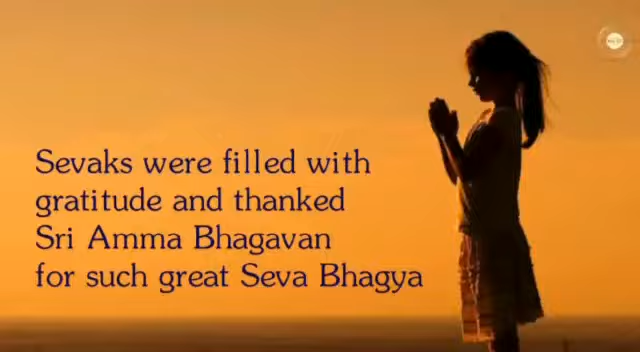 Sevaks were filled with
gratitude and thanked
Sri Amma Bhagavan
for such great Seva Bhagya